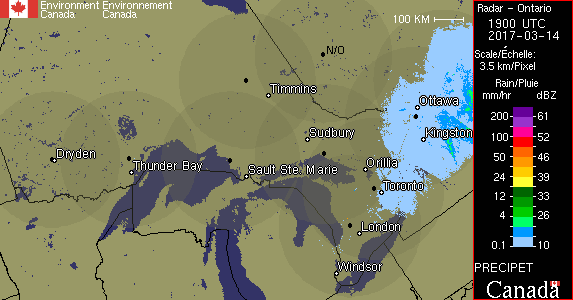 Environment Environnement
Canada Canada
100 KM
N/O
Timmins
Ottawa
Sudbury
Kingston
Dryden
Thunder Bay
Sault Ste. Marie
Orillia
Toronto
London
Windsor
Radar - Ontario
1900 UTC
2017-03-14
Scale/Échelle:
3.5 km/Pixel
Rain/Pluie
mm/hr dBZ
200 61
100 52
50 46
24 39
12 33
4 26
0.1 10
PRECIPET
Canada